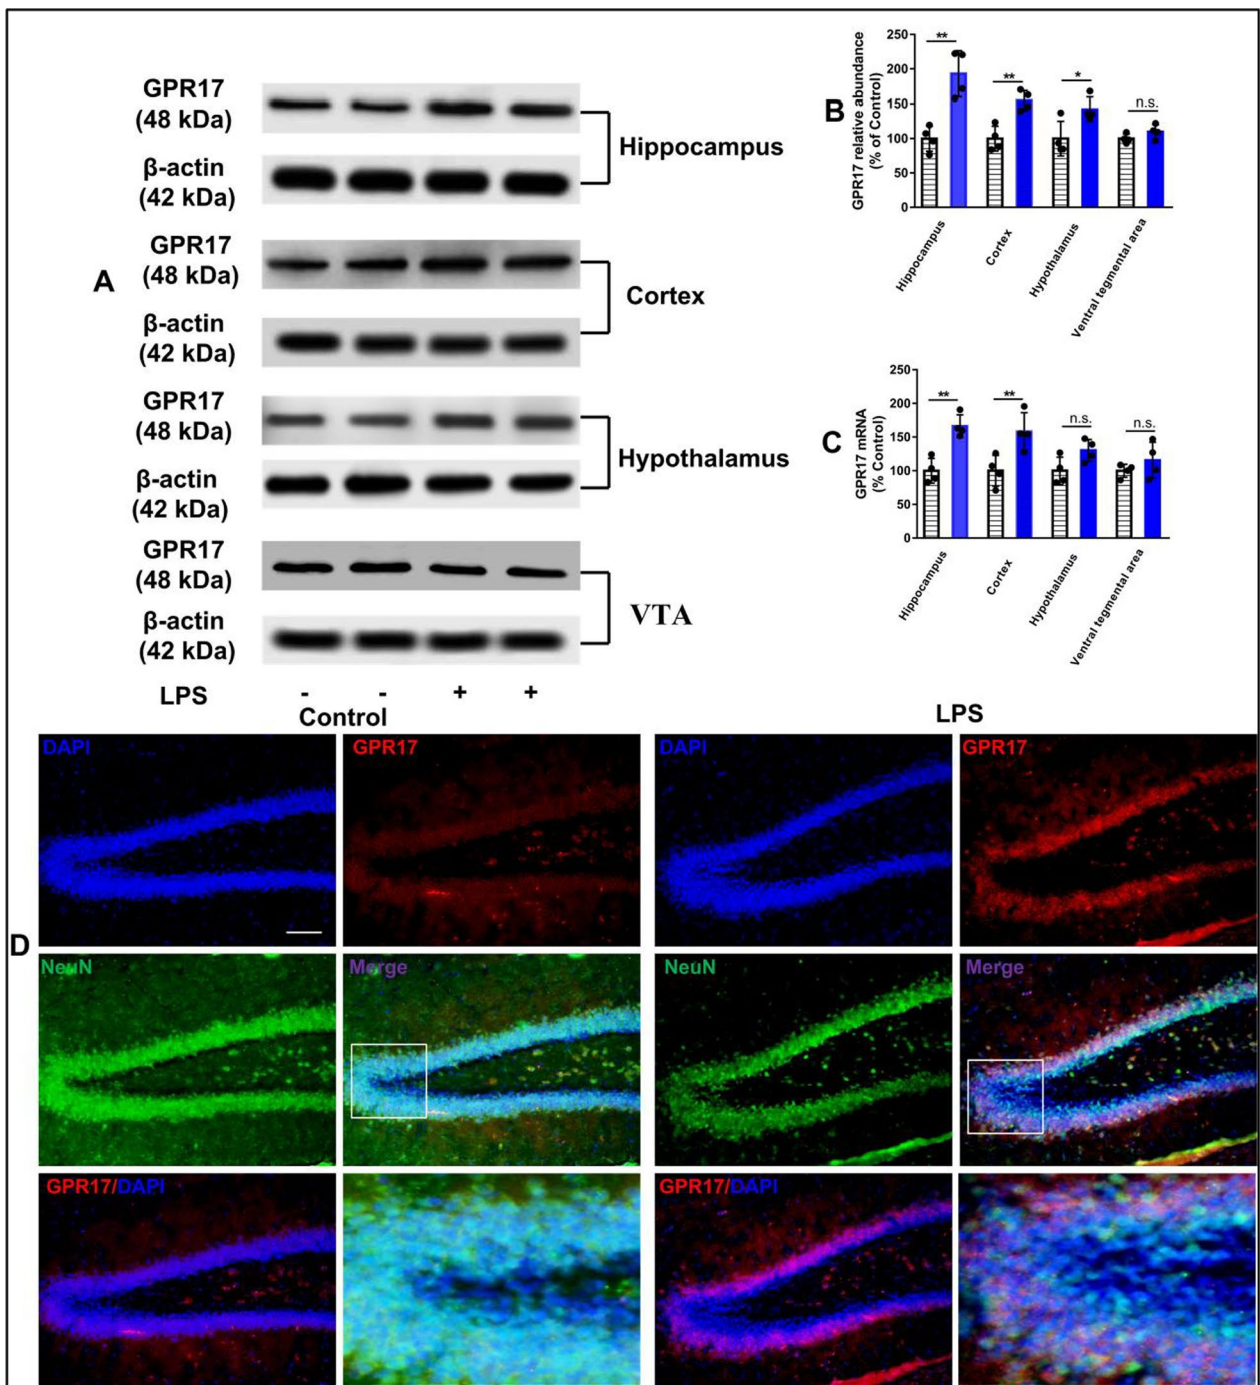 GPR17
(48 kDa)
β-actin
(42 kDa)
Hippocampus
GPR17
(48 kDa)
β-actin
(42 kDa)
Cortex
A
GPR17
(48 kDa)
β-actin
(42 kDa)
Hypothalamus
GPR17
(48 kDa)
β-actin
(42 kDa)
VTA
LPS - - + +
B
GPR17 relative abundance
(% of Control)
250
200
150
100
50
0
** ** * n.s.
Hippocampus
Cortex
Hypothalamus
Ventral tegmental area
C
GPR17 mRNA
(% Control)
250
200
150
100
50
0
** ** n.s. n.s.
Hippocampus
Cortex
Hypothalamus
Ventral tegmental area
Control LPS
D
DAPI GPR17 DAPI GPR17
NeuN Merge NeuN Merge
GPR17/DAPI GPR17/DAPI